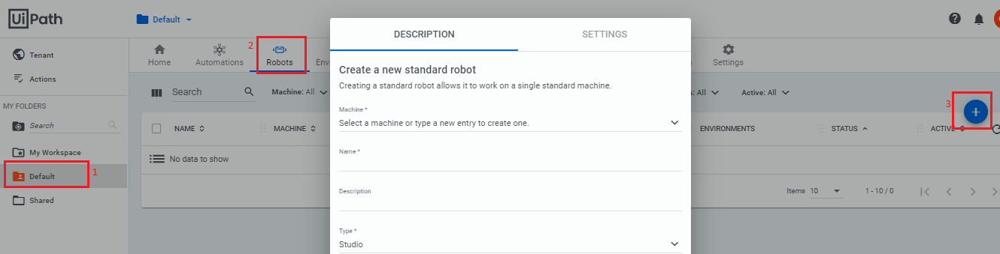 UiPath
Default
?
DESCRIPTION
SETTINGS
Tenant
Actions
MY FOLDERS
Search
My Workspace
1
Default
Shared
2
Home
Automations
Robots
Settings
Search
Machine: All
: All
Active: All
3
+
NAME
MACHINE
ENVIRONMENTS
STATUS
ACTIVE
No data to show
Items 10
1 - 10 / 0
Create a new standard robot
Creating a standard robot allows it to work on a single standard machine.
Machine *
Select a machine or type a new entry to create one.
Name *
Description
Type *
Studio